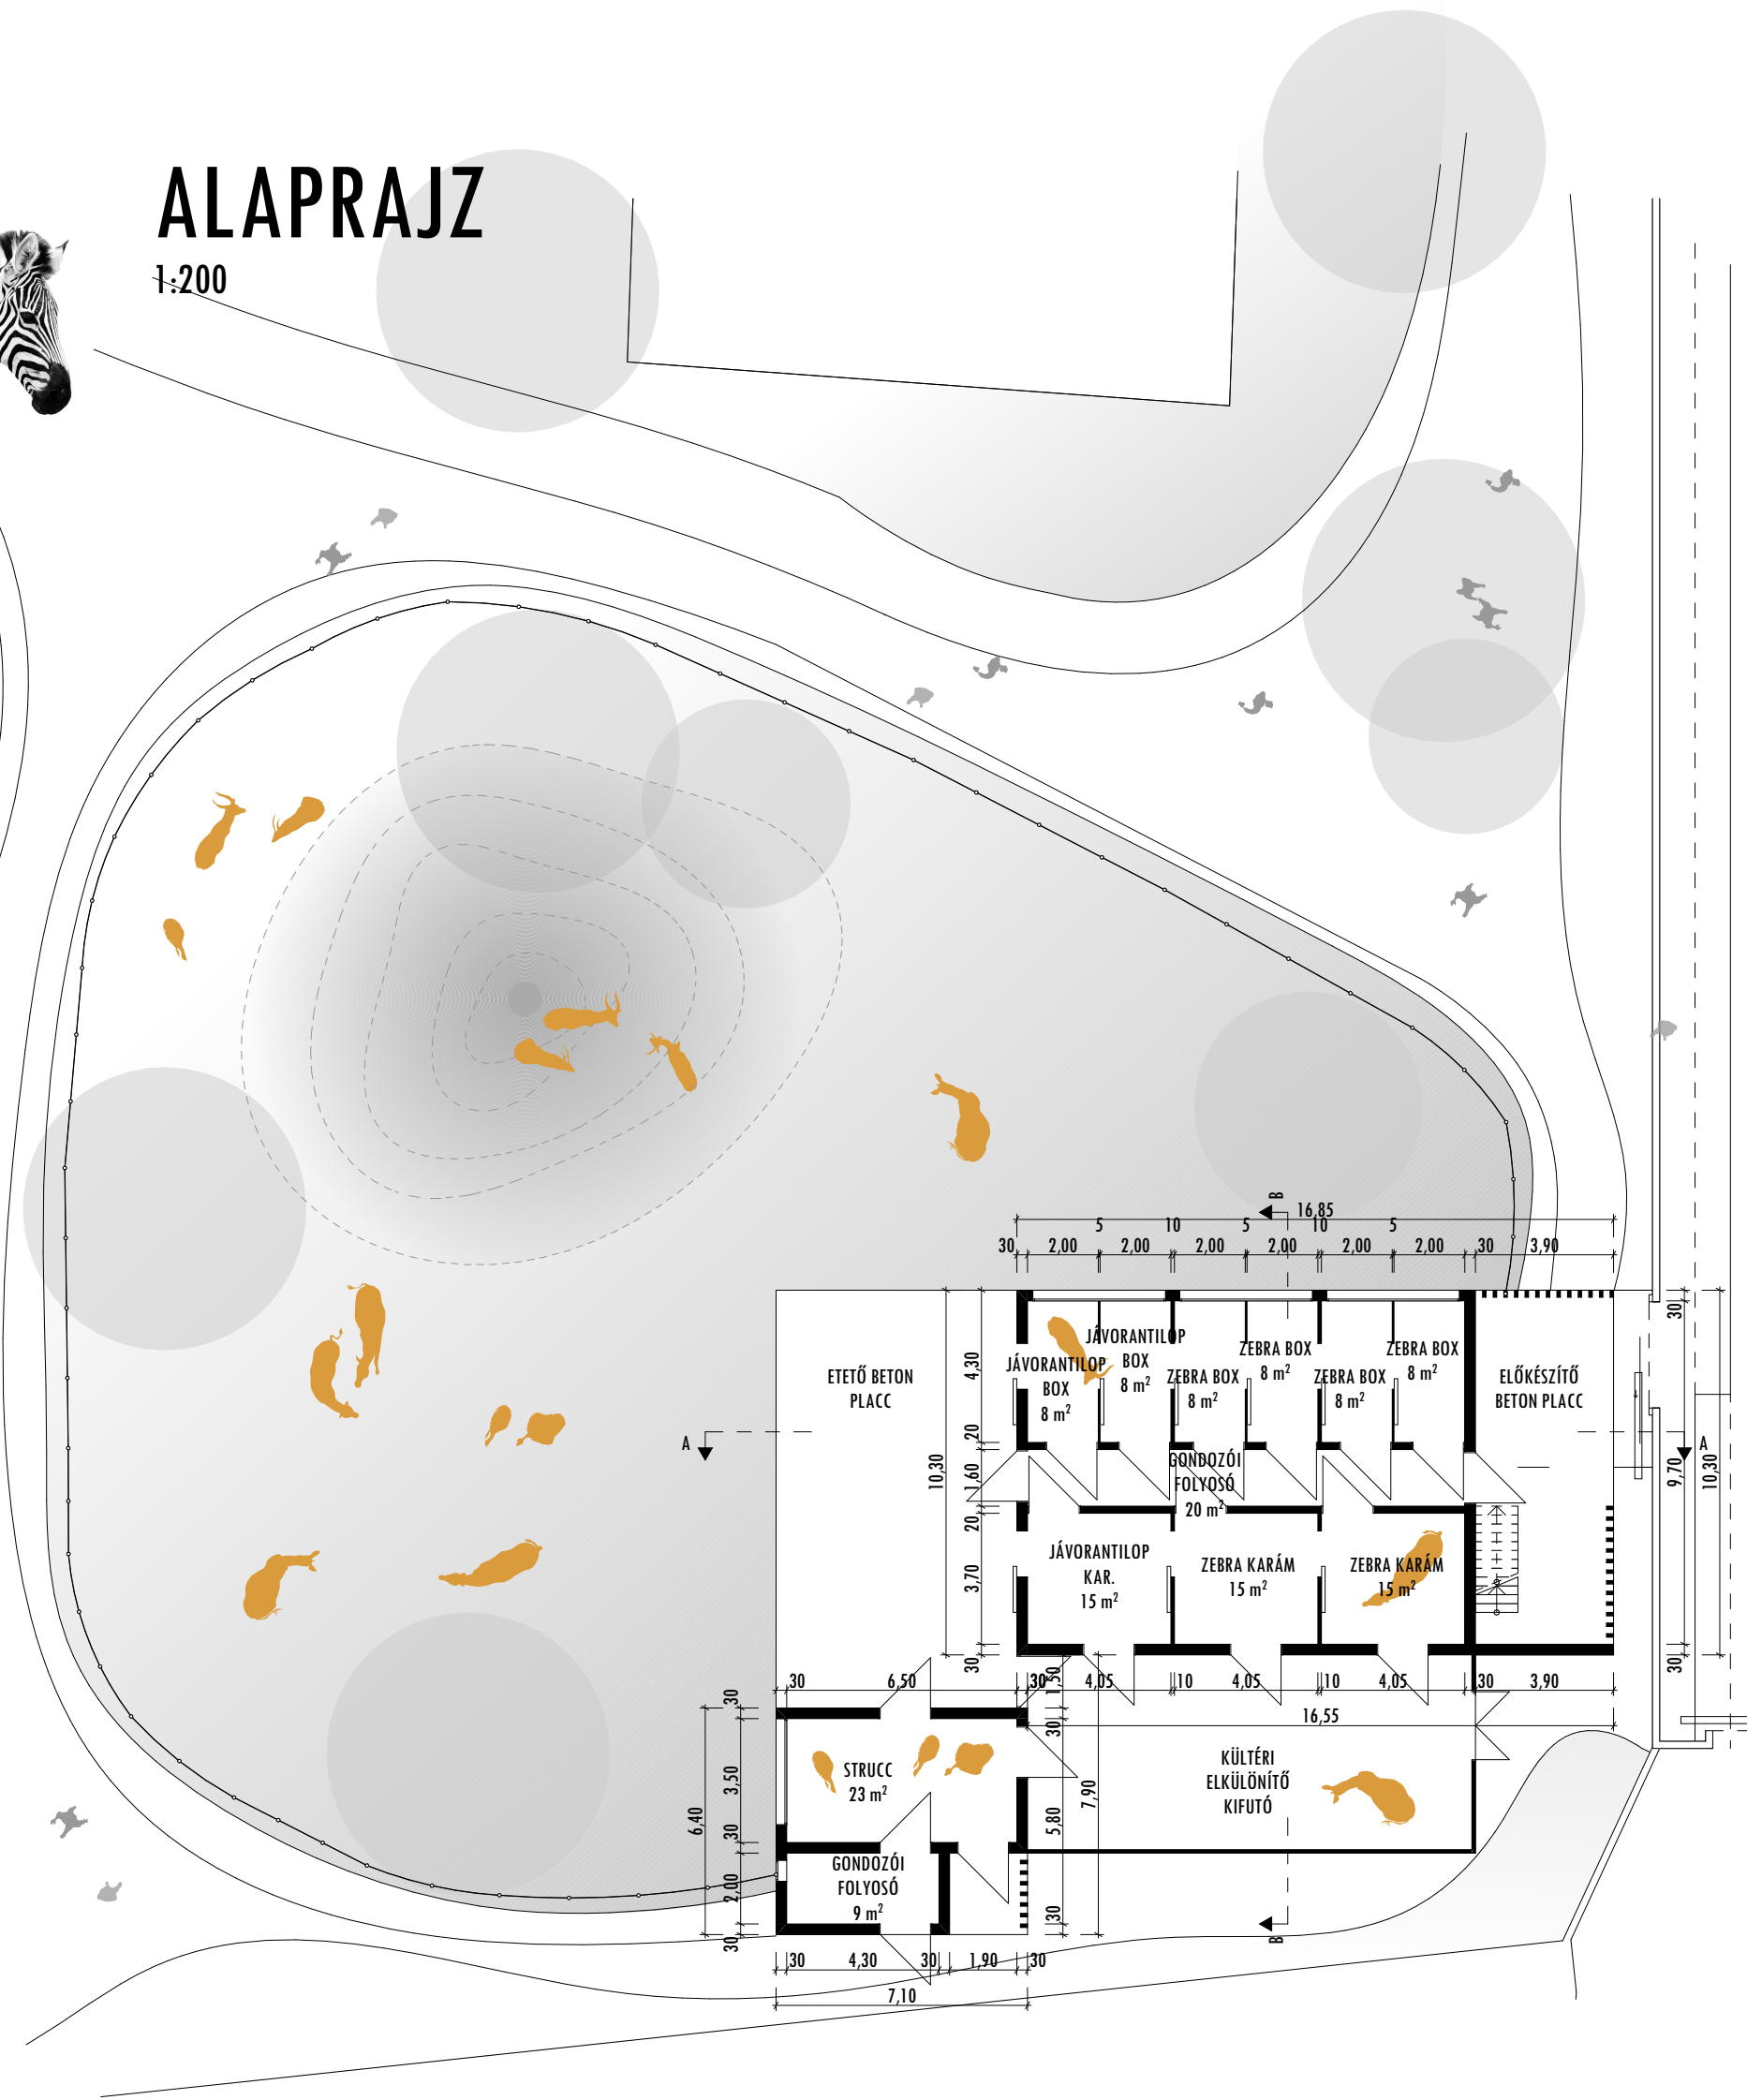 ALAPRAJZ
1:200
B
16,85
5 10 5 10 5
30 2,00 2,00 2,00 2,00 2,00 2,00 30 3,90
ETETŐ BETON
PLACC
JÁVORANTILOP
BOX
8 m²
JÁVORANTILOP
BOX
8 m²
ZEBRA BOX
8 m²
ZEBRA BOX
8 m²
ZEBRA BOX
8 m²
ZEBRA BOX
8 m²
ELŐKÉSZÍTŐ
BETON PLACC
A
A
10,30
4,30
20
1,60
20
3,70
30
30
9,70
10,30
30
GONDOZÓI
FOLYOSÓ
20 m²
JÁVORANTILOP
KAR.
15 m²
ZEBRA KARÁM
15 m²
ZEBRA KARÁM
15 m²
30 6,50 30 4,05 10 4,05 10 4,05 30 3,90
16,55
1,50
30
5,80
30
7,90
6,40
30
3,50
30
2,00
30
STRUCC
23 m²
KÜLTÉRI
ELKÜLÖNÍTŐ
KIFUTÓ
GONDOZÓI
FOLYOSÓ
9 m²
B
30 4,30 30 1,90 30
7,10